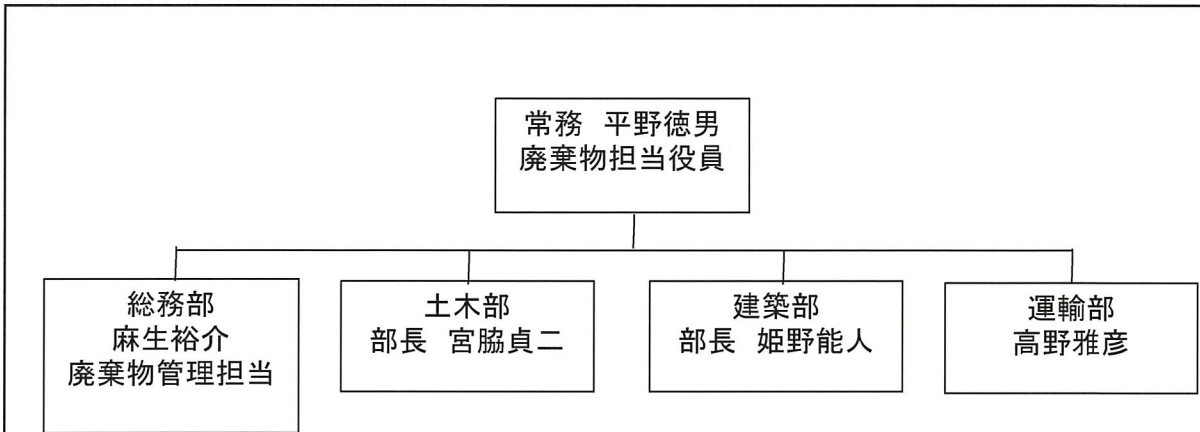 常務 平野徳男
廃棄物担当役員
総務部
麻生裕介
廃棄物管理担当
土木部
部長 宮脇貞二
建築部
部長 姫野能人
運輸部
高野雅彦